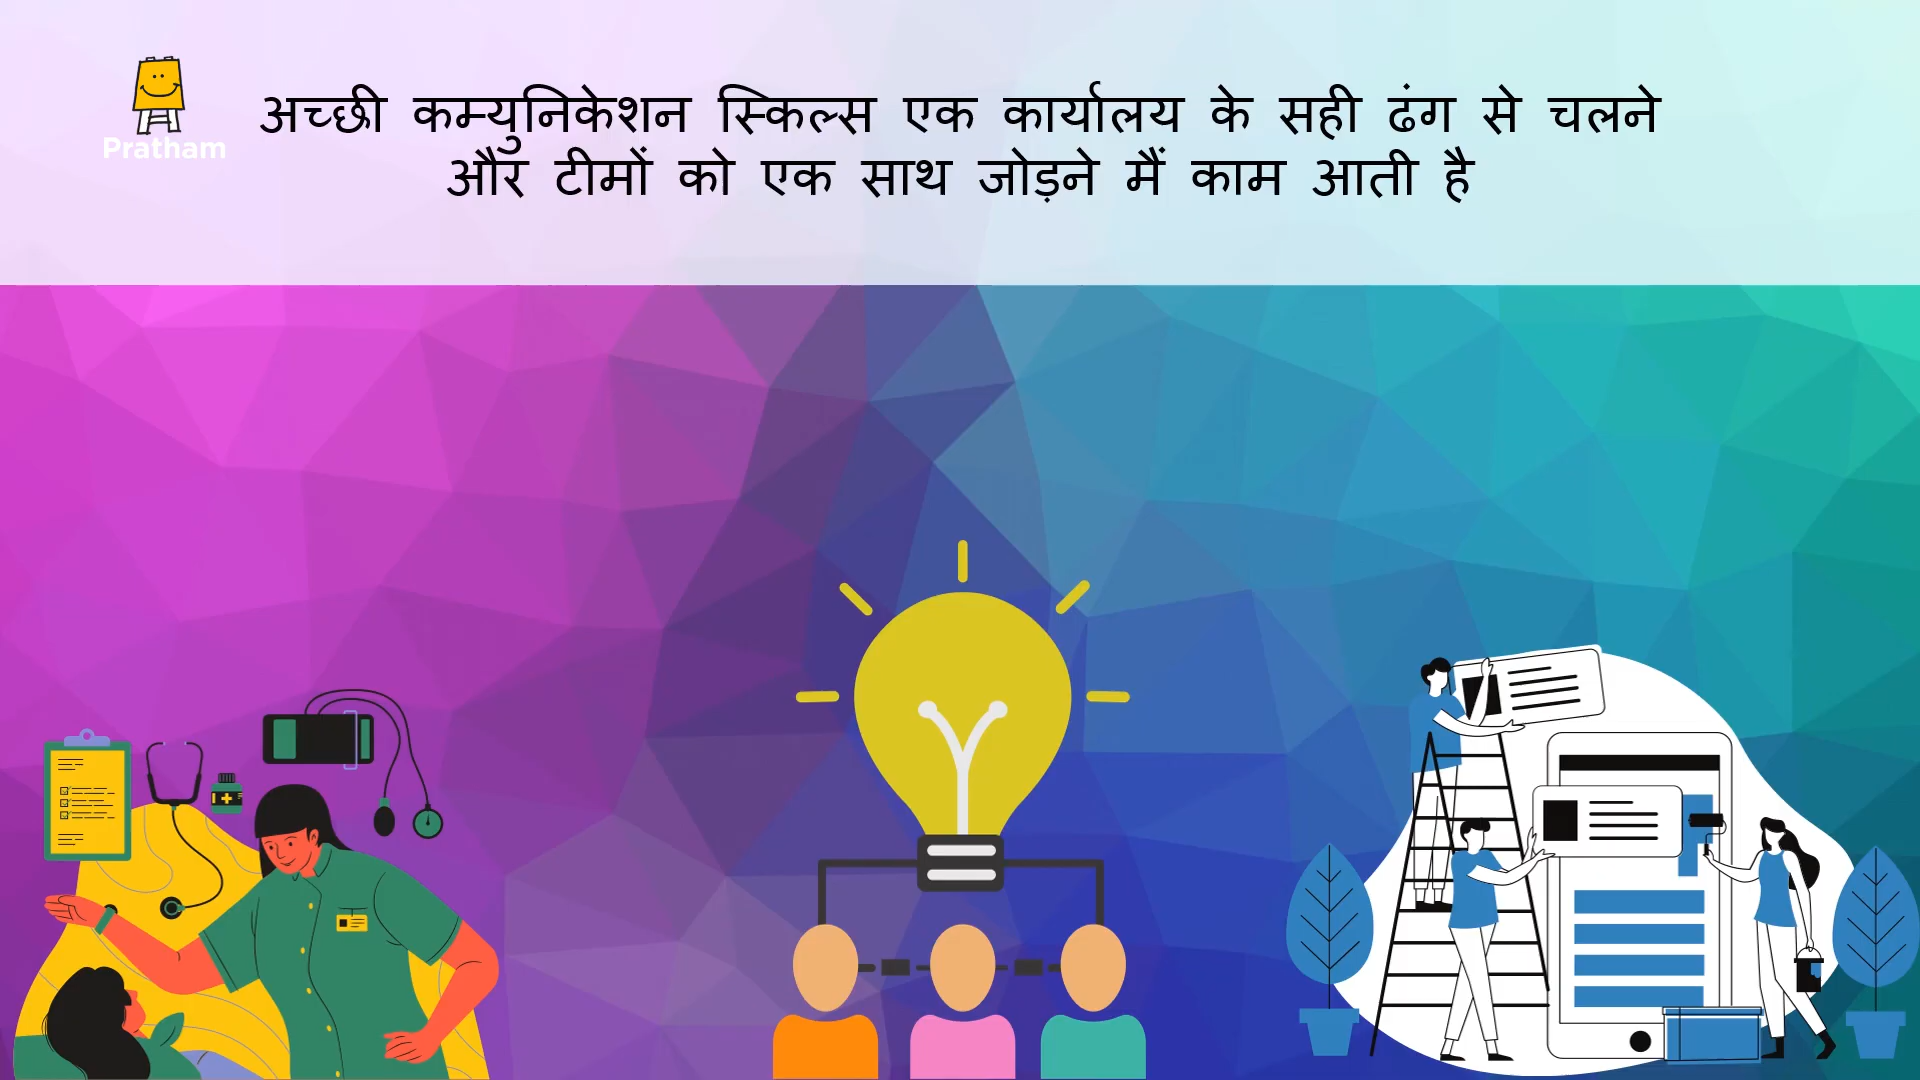 अच्छी कम्युनिकेशन स्किल्स एक कार्यालय के सही ढंग से चलने
और टीमों को एक साथ जोड़ने मैं काम आती है
Pratham